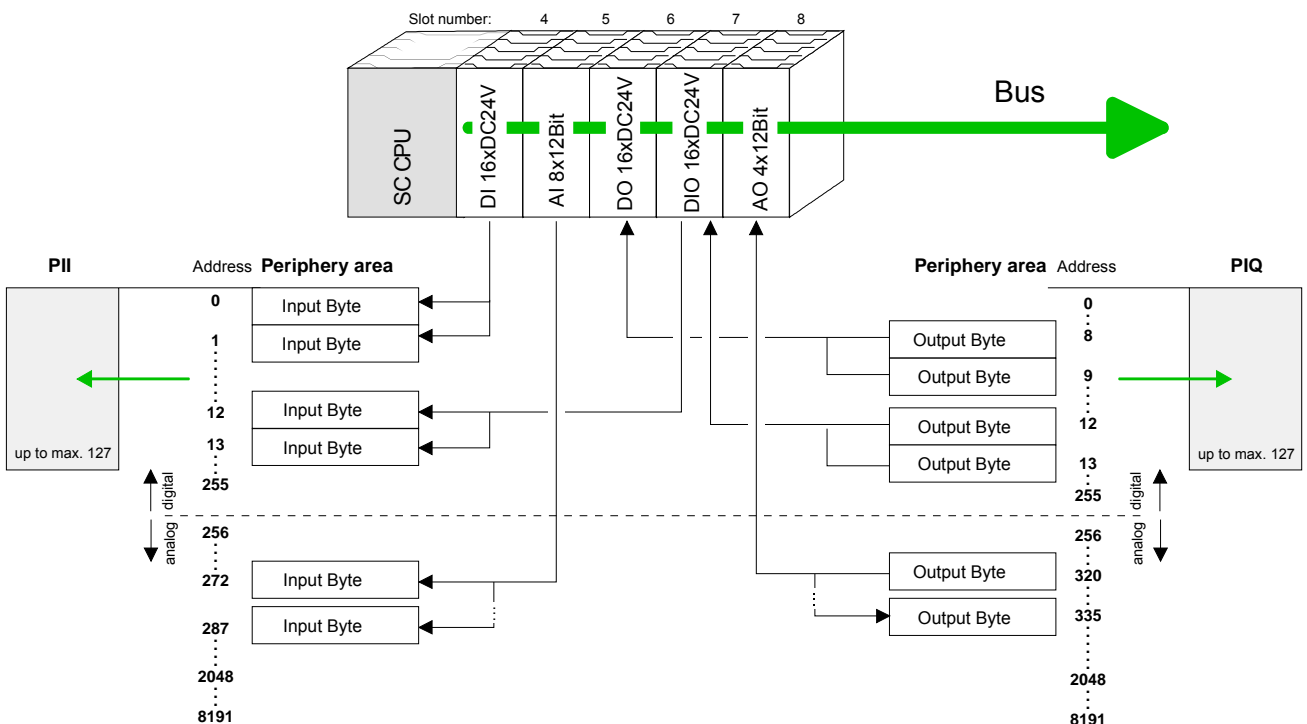 Slot number: 4 5 6 7 8
Bus
SC CPU
DI 16xDC24V
AI 8x12Bit
DO 16xDC24V
DIO 16xDC24V
AO 4x12Bit
PII
Address Periphery area
0 Input Byte
1 Input Byte
12 Input Byte
13 Input Byte
up to max. 127
255
digital
analog
256
272 Input Byte
287 Input Byte
2048
8191
Periphery area Address
PIQ
0
Output Byte 8
Output Byte 9
Output Byte 12
Output Byte 13
up to max. 127
255
digital
analog
256
Output Byte 320
Output Byte 335
2048
8191